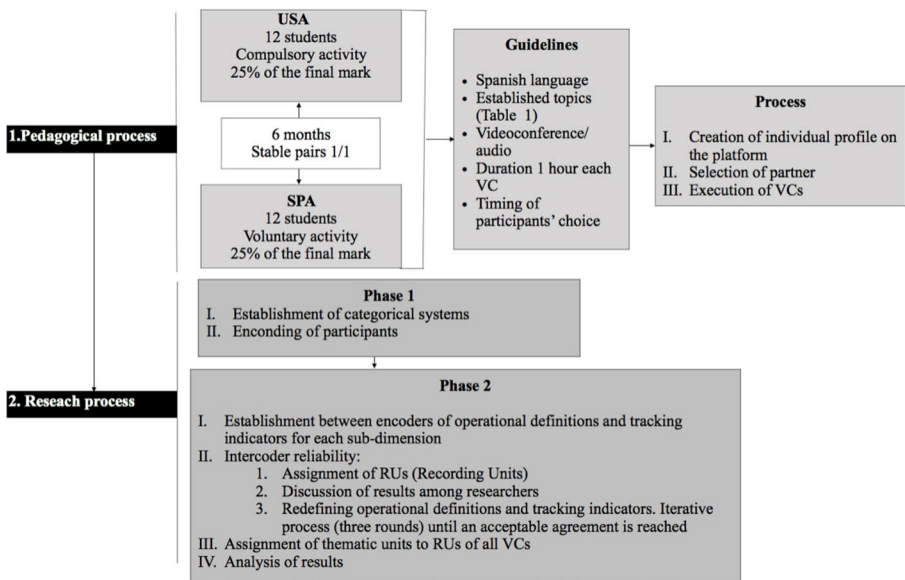 USA
12 students
Compulsory activity
25% of the final mark
1.Pedagogical process
6 months
Stable pairs 1/1
SPA
12 students
Voluntary activity
25% of the final mark
Guidelines
• Spanish language
• Established topics
(Table 1)
• Videoconference/
audio
• Duration 1 hour each
VC
• Timing of
participants’ choice
Process
I. Creation of individual profile on
the platform
II. Selection of partner
III. Execution of VCs
2. Reseach process
Phase 1
I. Establishment of categorical systems
II. Enconding of participants
Phase 2
I. Establishment between encoders of operational definitions and tracking
indicators for each sub-dimension
II. Intercoder reliability:
1. Assignment of RUs (Recording Units)
2. Discussion of results among researchers
3. Redefining operational definitions and tracking indicators. Iterative
process (three rounds) until an acceptable agreement is reached
III. Assignment of thematic units to RUs of all VCs
IV. Analysis of results